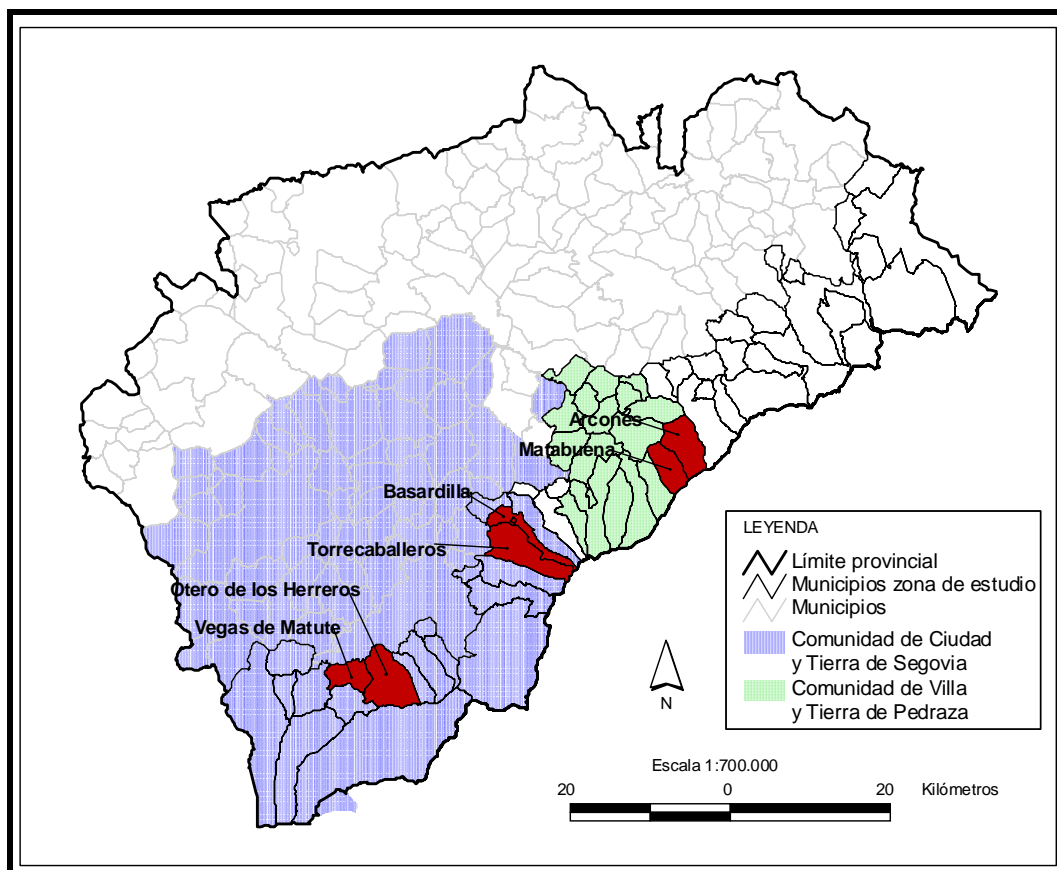 Arcones
Matabuena
Basardilla
Torrecaballeros
Otero de los Herreros
Vegas de Matute
LEYENDA
Límite provincial
Municipios zona de estudio
Municipios
Comunidad de Ciudad
y Tierra de Segovia
Comunidad de Villa
y Tierra de Pedraza
N
Escala 1:700.000
20 0 20 Kilómetros